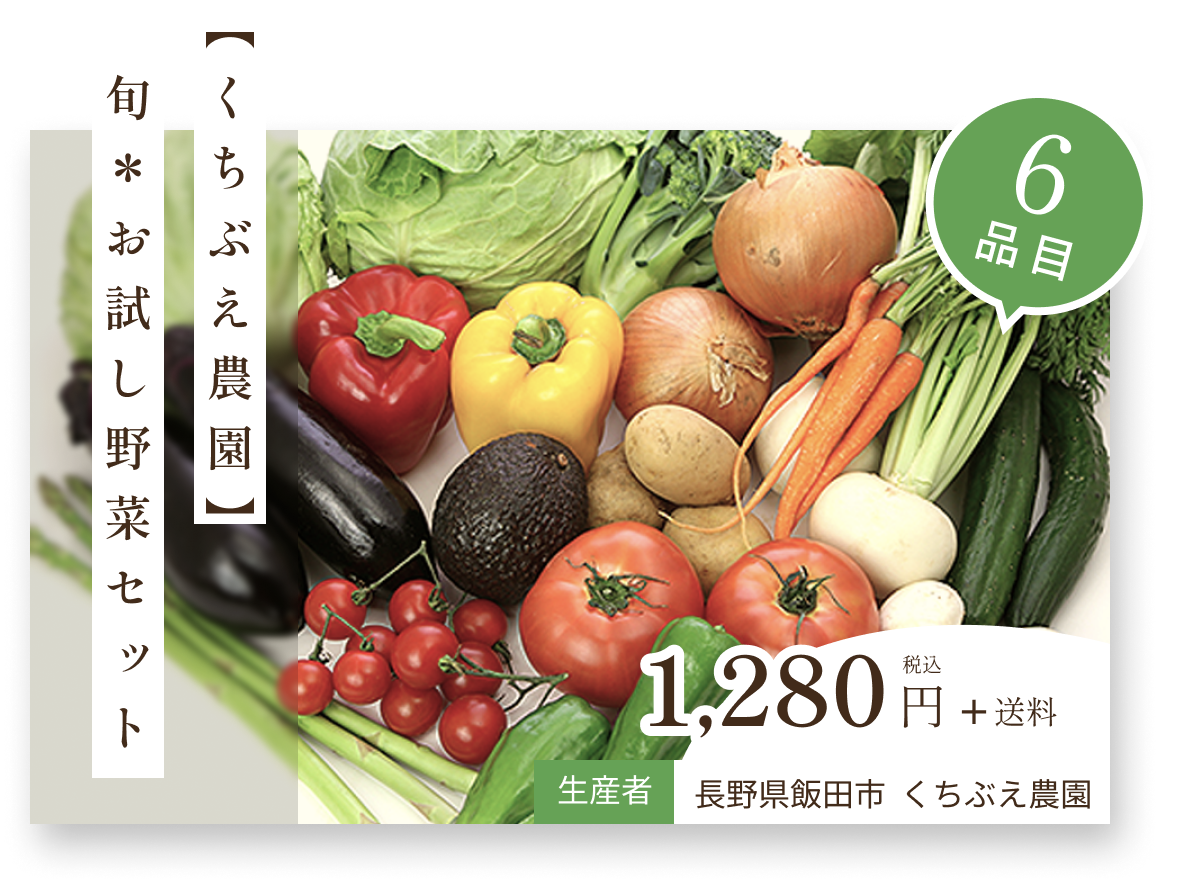 【くちぶえ農園】
旬＊お試し野菜セット
6
品目
1,280円 税込 +送料
生産者
長野県飯田市 くちぶえ農園